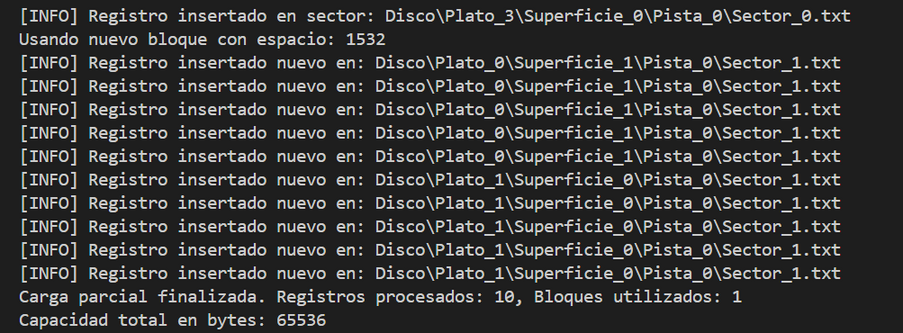 [INFO] Registro insertado en sector: Disco\Plato_3\Superficie_0\Pista_0\Sector_0.txt
Usando nuevo bloque con espacio: 1532
[INFO] Registro insertado nuevo en: Disco\Plato_0\Superficie_1\Pista_0\Sector_1.txt
[INFO] Registro insertado nuevo en: Disco\Plato_0\Superficie_1\Pista_0\Sector_1.txt
[INFO] Registro insertado nuevo en: Disco\Plato_0\Superficie_1\Pista_0\Sector_1.txt
[INFO] Registro insertado nuevo en: Disco\Plato_0\Superficie_1\Pista_0\Sector_1.txt
[INFO] Registro insertado nuevo en: Disco\Plato_0\Superficie_1\Pista_0\Sector_1.txt
[INFO] Registro insertado nuevo en: Disco\Plato_1\Superficie_0\Pista_0\Sector_1.txt
[INFO] Registro insertado nuevo en: Disco\Plato_1\Superficie_0\Pista_0\Sector_1.txt
[INFO] Registro insertado nuevo en: Disco\Plato_1\Superficie_0\Pista_0\Sector_1.txt
[INFO] Registro insertado nuevo en: Disco\Plato_1\Superficie_0\Pista_0\Sector_1.txt
[INFO] Registro insertado nuevo en: Disco\Plato_1\Superficie_0\Pista_0\Sector_1.txt
Carga parcial finalizada. Registros procesados: 10, Bloques utilizados: 1
Capacidad total en bytes: 65536